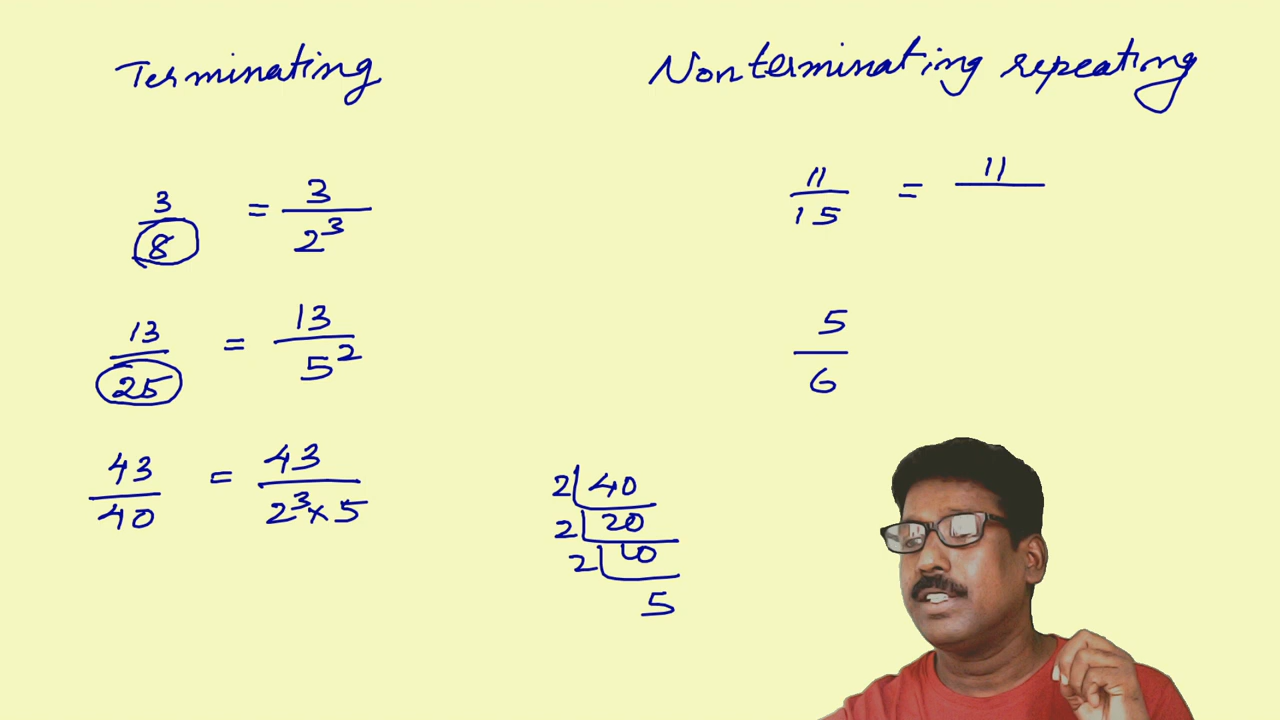 Terminating
Nonterminating repeating
3/8 = 3/2³
13/25 = 13/5²
43/40 = 43/2³×5
2 40
2 20
2 10
5
11/15 = 11/
5/6